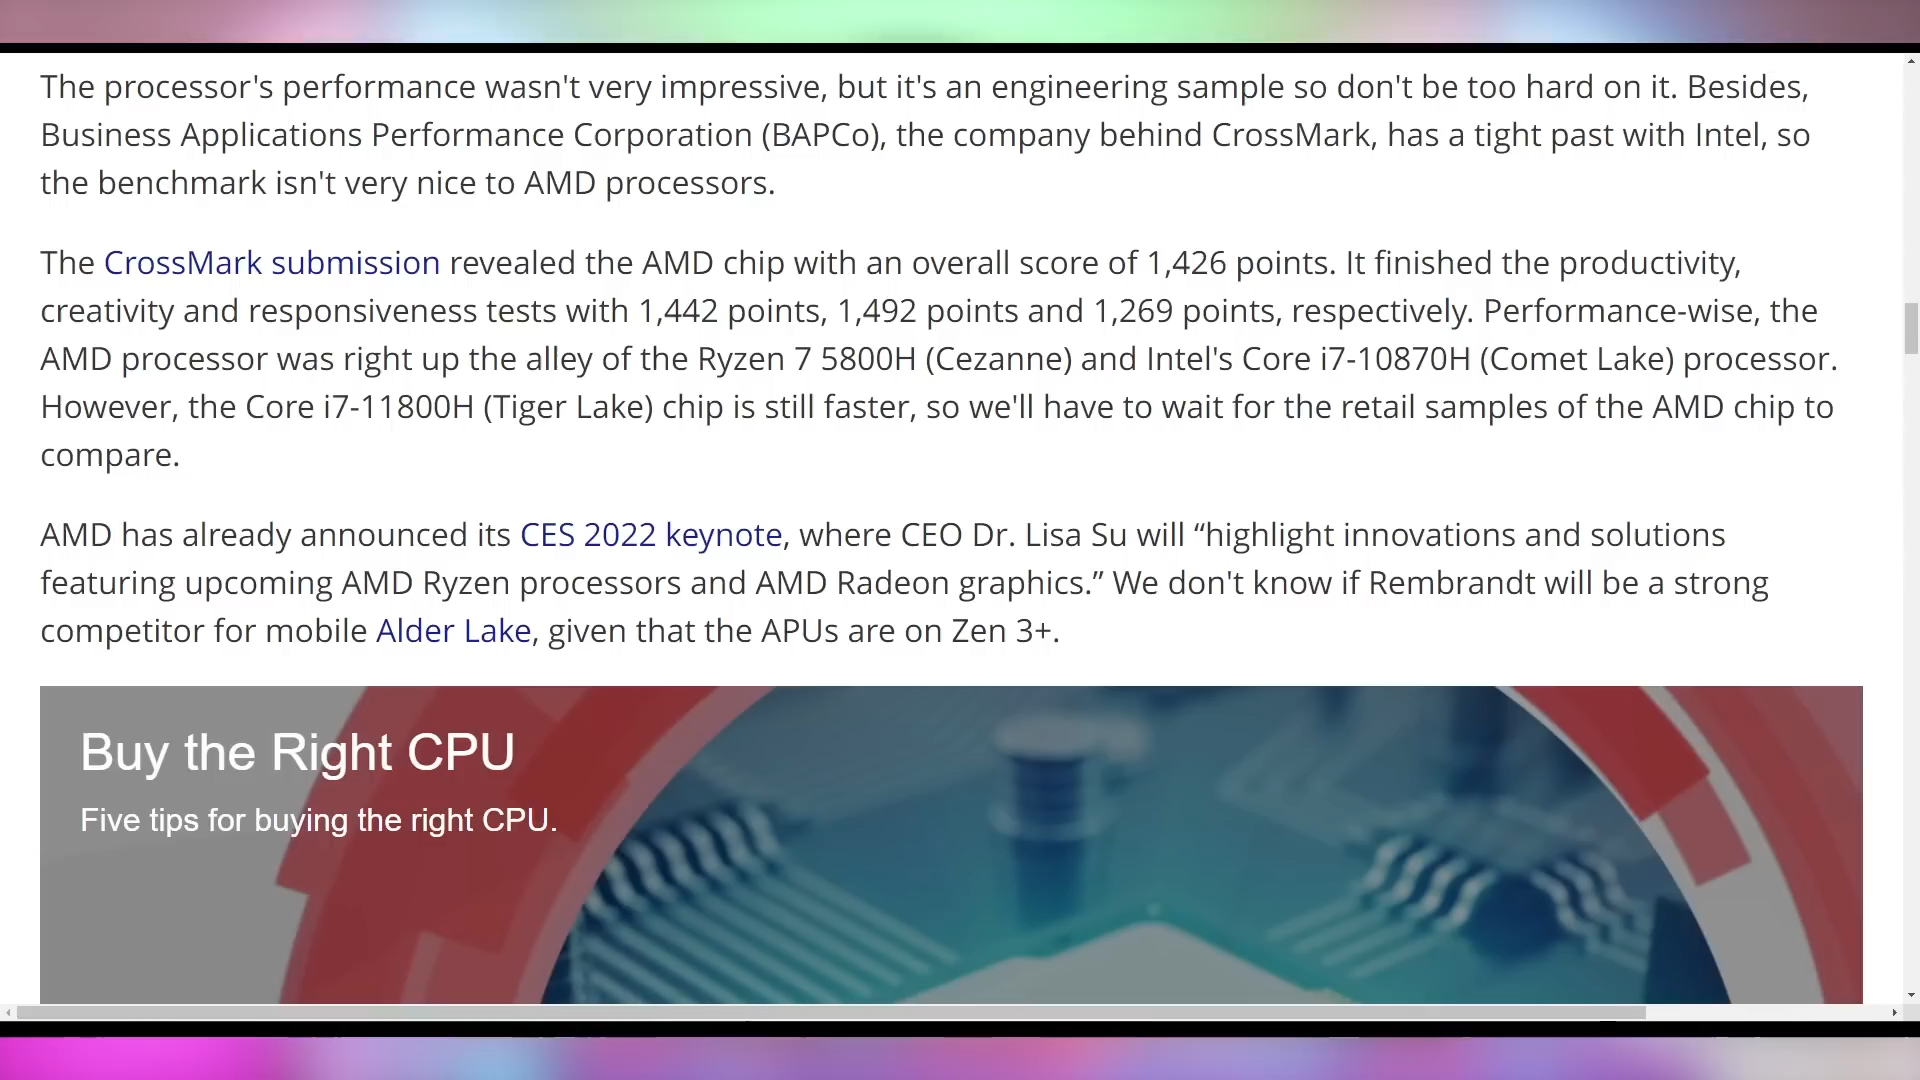 The processor's performance wasn't very impressive, but it's an engineering sample so don't be too hard on it. Besides,
Business Applications Performance Corporation (BAPCo), the company behind CrossMark, has a tight past with Intel, so
the benchmark isn't very nice to AMD processors.
The CrossMark submission revealed the AMD chip with an overall score of 1,426 points. It finished the productivity,
creativity and responsiveness tests with 1,442 points, 1,492 points and 1,269 points, respectively. Performance-wise, the
AMD processor was right up the alley of the Ryzen 7 5800H (Cezanne) and Intel's Core i7-10870H (Comet Lake) processor.
However, the Core i7-11800H (Tiger Lake) chip is still faster, so we'll have to wait for the retail samples of the AMD chip to
compare.
AMD has already announced its CES 2022 keynote, where CEO Dr. Lisa Su will “highlight innovations and solutions
featuring upcoming AMD Ryzen processors and AMD Radeon graphics.” We don't know if Rembrandt will be a strong
competitor for mobile Alder Lake, given that the APUs are on Zen 3+.
Buy the Right CPU
Five tips for buying the right CPU.